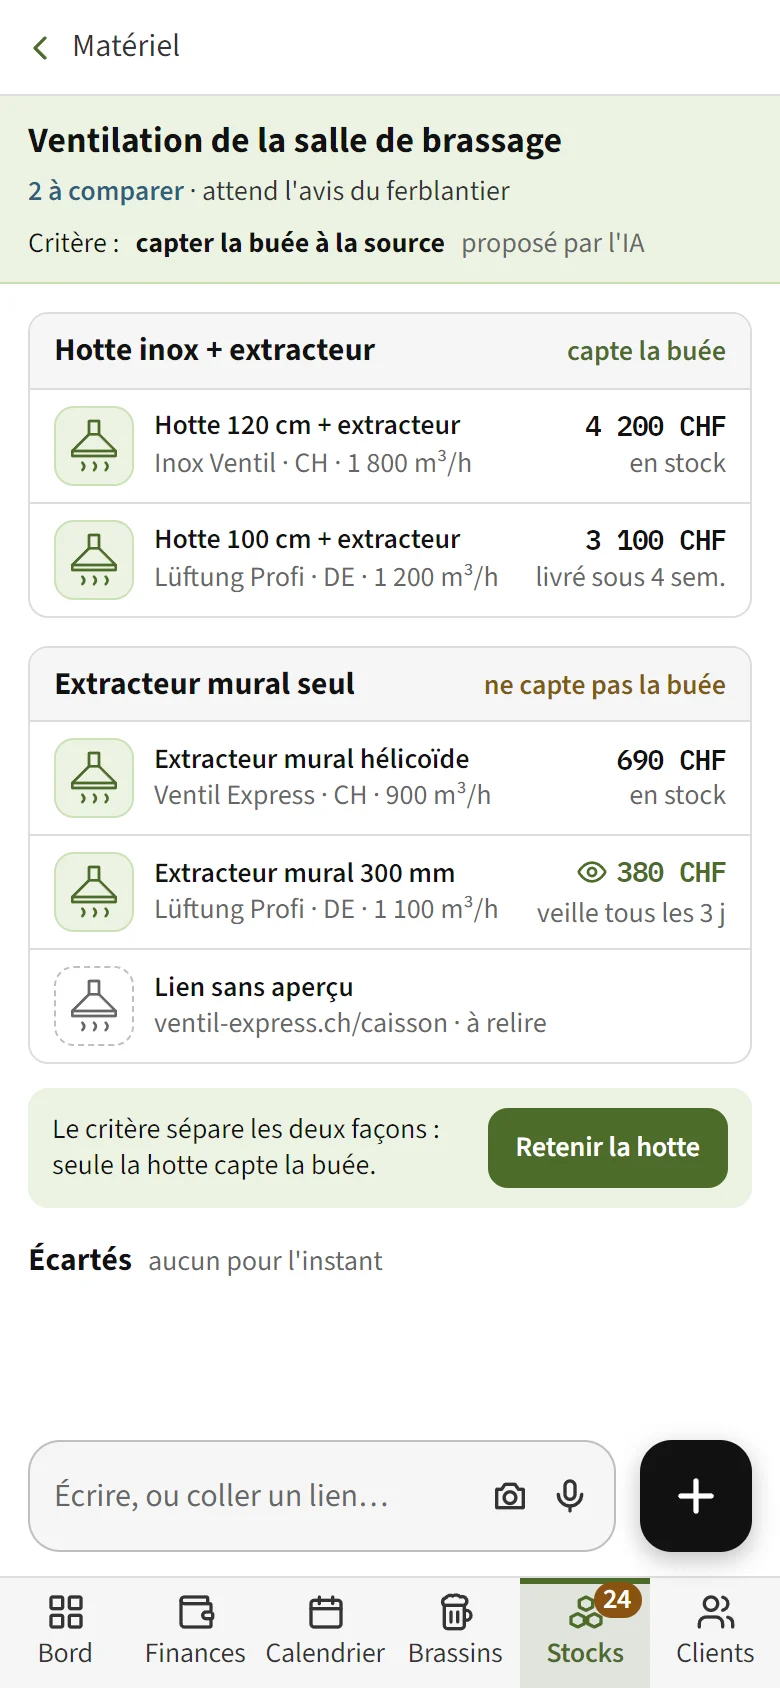 Matériel
Ventilation de la salle de brassage
2 à comparer · attend l'avis du ferblantier
Critère : capter la buée à la source proposé par l'IA
Hotte inox + extracteur capte la buée
Hotte 120 cm + extracteur 4 200 CHF
Inox Ventil · CH · 1 800 m³/h en stock
Hotte 100 cm + extracteur 3 100 CHF
Lüftung Profi · DE · 1 200 m³/h livré sous 4 sem.
Extracteur mural seul ne capte pas la buée
Extracteur mural hélicoïde 690 CHF
Ventil Express · CH · 900 m³/h en stock
Extracteur mural 300 mm 380 CHF
Lüftung Profi · DE · 1 100 m³/h veille tous les 3 j
Lien sans aperçu
ventil-express.ch/caisson · à relire
Le critère sépare les deux façons :
seule la hotte capte la buée.
Retenir la hotte
Écartés aucun pour l'instant
Écrire, ou coller un lien…
24
Bord Finances Calendrier Brassins Stocks Clients